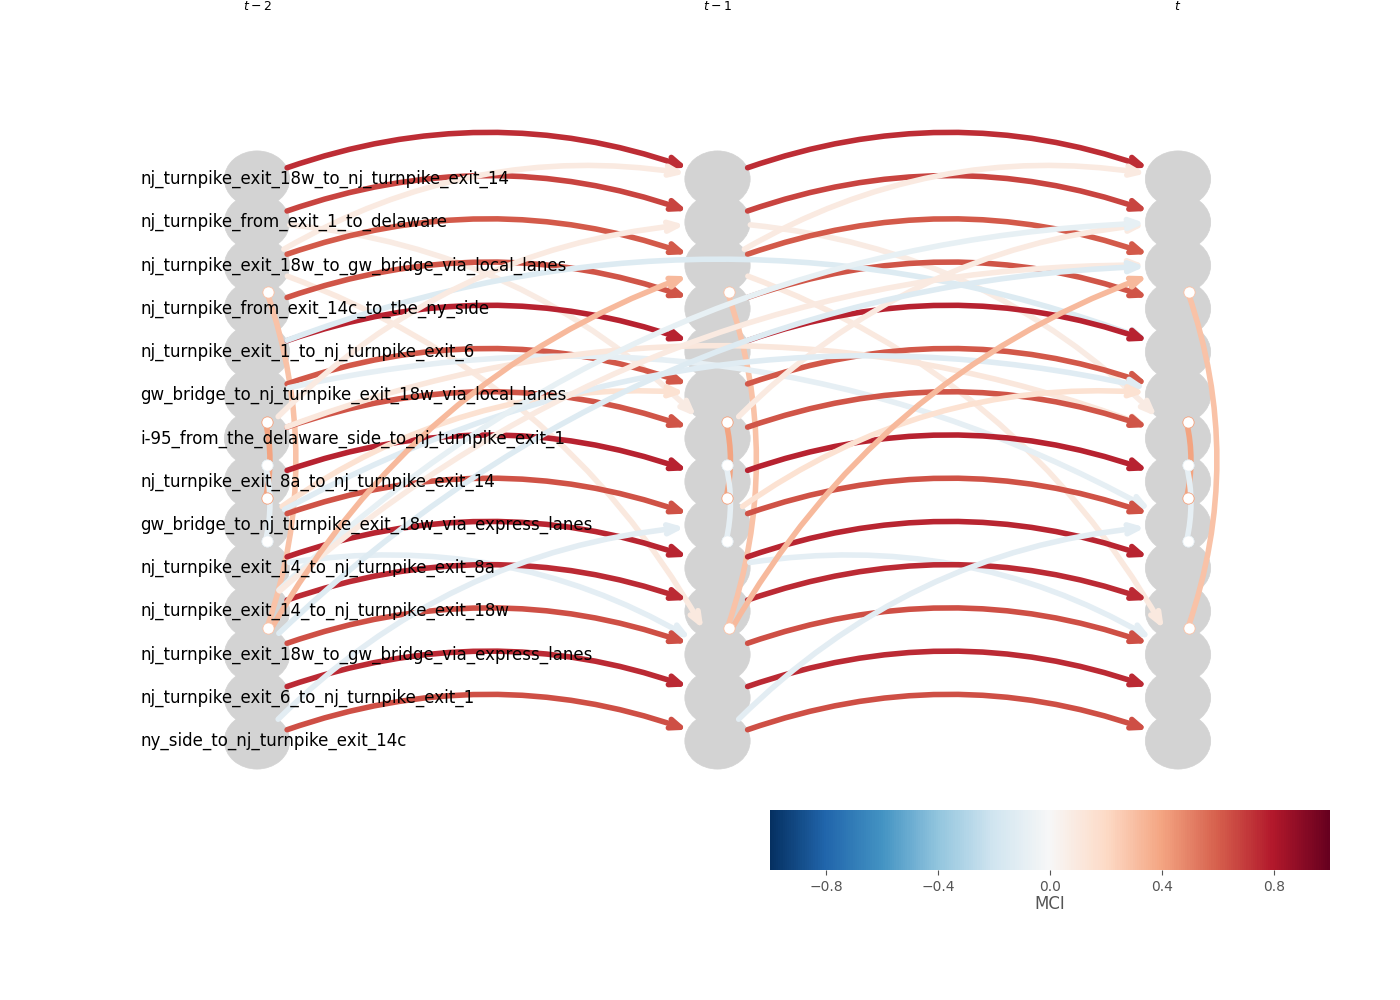 t − 2
t − 1
t
nj_turnpike_exit_18w_to_nj_turnpike_exit_14
nj_turnpike_from_exit_1_to_delaware
nj_turnpike_exit_18w_to_gw_bridge_via_local_lanes
nj_turnpike_from_exit_14c_to_the_ny_side
nj_turnpike_exit_1_to_nj_turnpike_exit_6
gw_bridge_to_nj_turnpike_exit_18w_via_local_lanes
i-95_from_the_delaware_side_to_nj_turnpike_exit_1
nj_turnpike_exit_8a_to_nj_turnpike_exit_14
gw_bridge_to_nj_turnpike_exit_18w_via_express_lanes
nj_turnpike_exit_14_to_nj_turnpike_exit_8a
nj_turnpike_exit_14_to_nj_turnpike_exit_18w
nj_turnpike_exit_18w_to_gw_bridge_via_express_lanes
nj_turnpike_exit_6_to_nj_turnpike_exit_1
ny_side_to_nj_turnpike_exit_14c
−0.8 −0.4 0.0 0.4 0.8
MCI